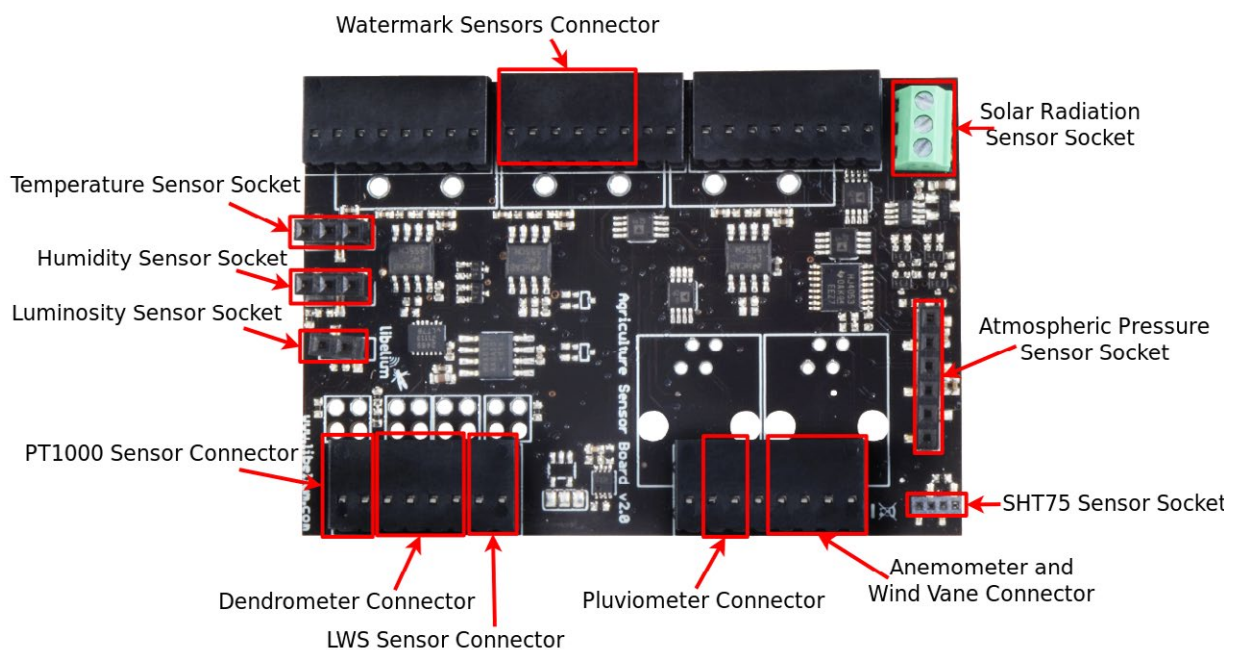 Watermark Sensors Connector
Solar Radiation
Sensor Socket
Temperature Sensor Socket
Humidity Sensor Socket
Luminosity Sensor Socket
Atmospheric Pressure
Sensor Socket
libelium
Agriculture Sensor Board v2.0
PT1000 Sensor Connector
SHT75 Sensor Socket
Anemometer and
Wind Vane Connector
Dendrometer Connector
Pluviometer Connector
LWS Sensor Connector